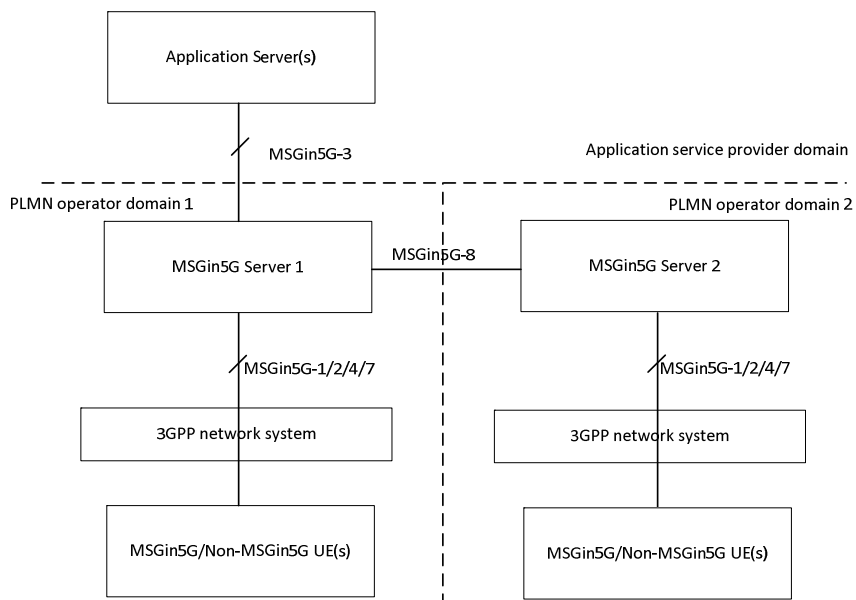 Application Server(s)
MSGin5G-3
Application service provider domain
PLMN operator domain 1
PLMN operator domain 2
MSGin5G Server 1
MSGin5G-8
MSGin5G Server 2
MSGin5G-1/2/4/7
MSGin5G-1/2/4/7
3GPP network system
3GPP network system
MSGin5G/Non-MSGin5G UE(s)
MSGin5G/Non-MSGin5G UE(s)